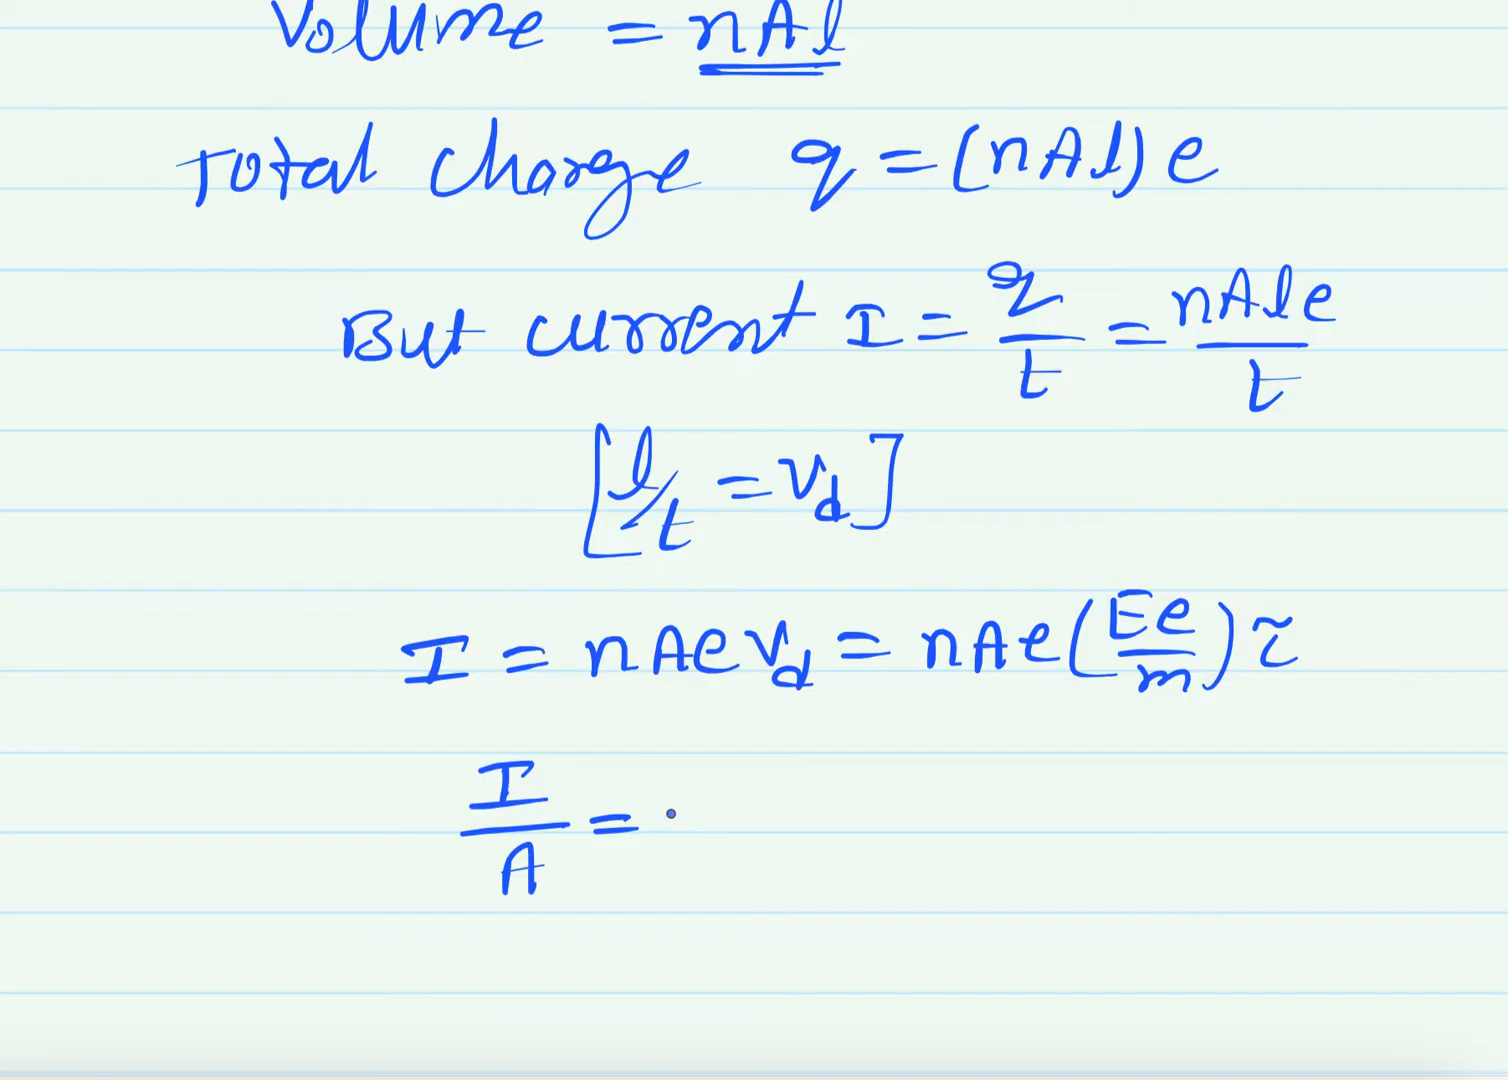 Volume = nAl
Total charge q = (nAl) e
But current I = q/t = nAle/t
[l/t = Vd]
I = nAeVd = nAe(Ee/m)τ
I/A =